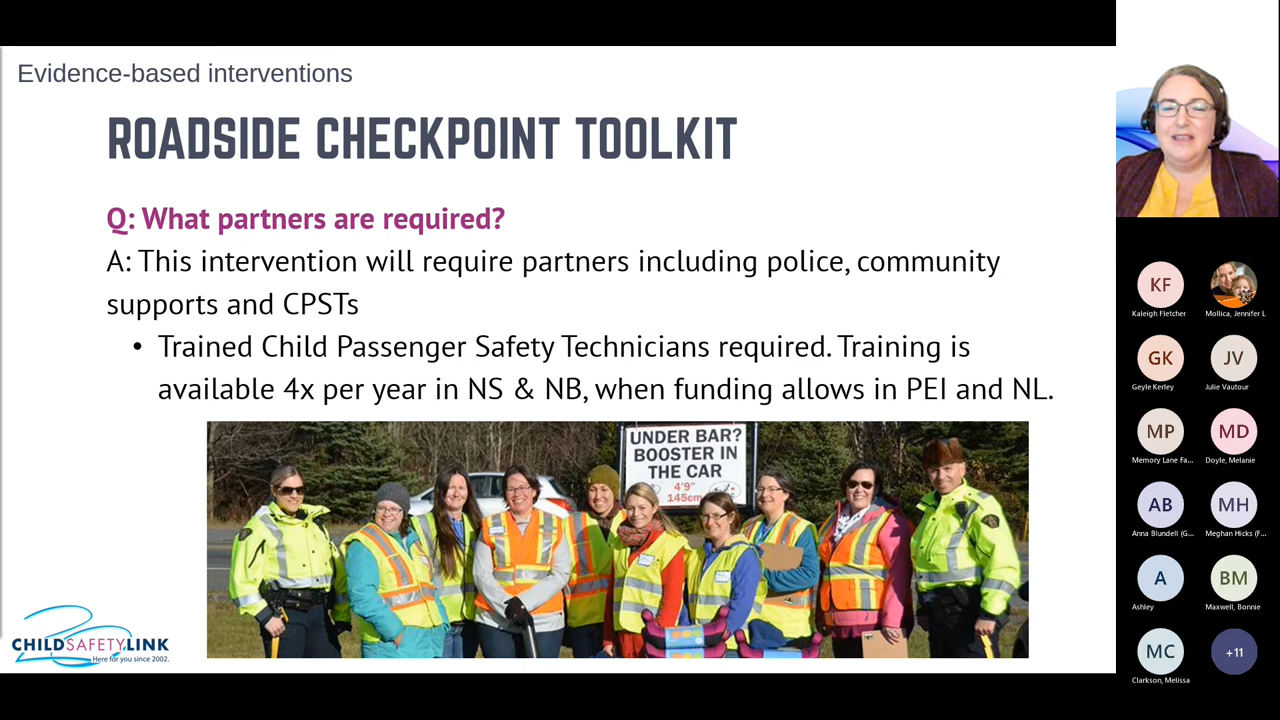 Evidence-based interventions
ROADSIDE CHECKPOINT TOOLKIT
Q: What partners are required?
A: This intervention will require partners including police, community
supports and CPSTs
• Trained Child Passenger Safety Technicians required. Training is
available 4x per year in NS & NB, when funding allows in PEI and NL.
UNDER BAR?
BOOSTER IN
THE CAR
4'9"
145cm
CHILDSAFETYLINK
Here for you since 2002.
KF
Kaleigh Fletcher
Mollica, Jennifer L
GK
Geyle Kerley
JV
Julie Vautour
MP
Memory Lane Fa...
MD
Doyle, Melanie
AB
Anna Blundell (G...
MH
Meghan Hicks (F...
A
Ashley
BM
Maxwell, Bonnie
MC
Clarkson, Melissa
+11